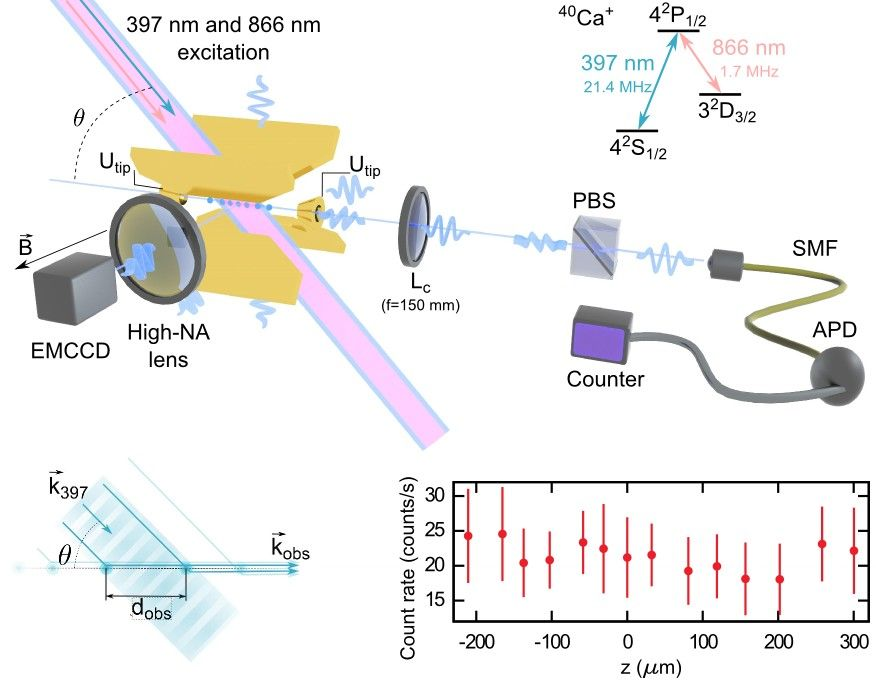 397 nm and 866 nm
excitation
θ
U_tip
U_tip
B⃗
EMCCD
High-NA
lens
L_c
(f=150 mm)
PBS
SMF
APD
Counter
⁴⁰Ca⁺
4²P₁/₂
397 nm
21.4 MHz
866 nm
1.7 MHz
3²D₃/₂
4²S₁/₂
k⃗₃₉₇
θ
k⃗_obs
d_obs
Count rate (counts/s)
30
25
20
15
-200 -100 0 100 200 300
z (μm)